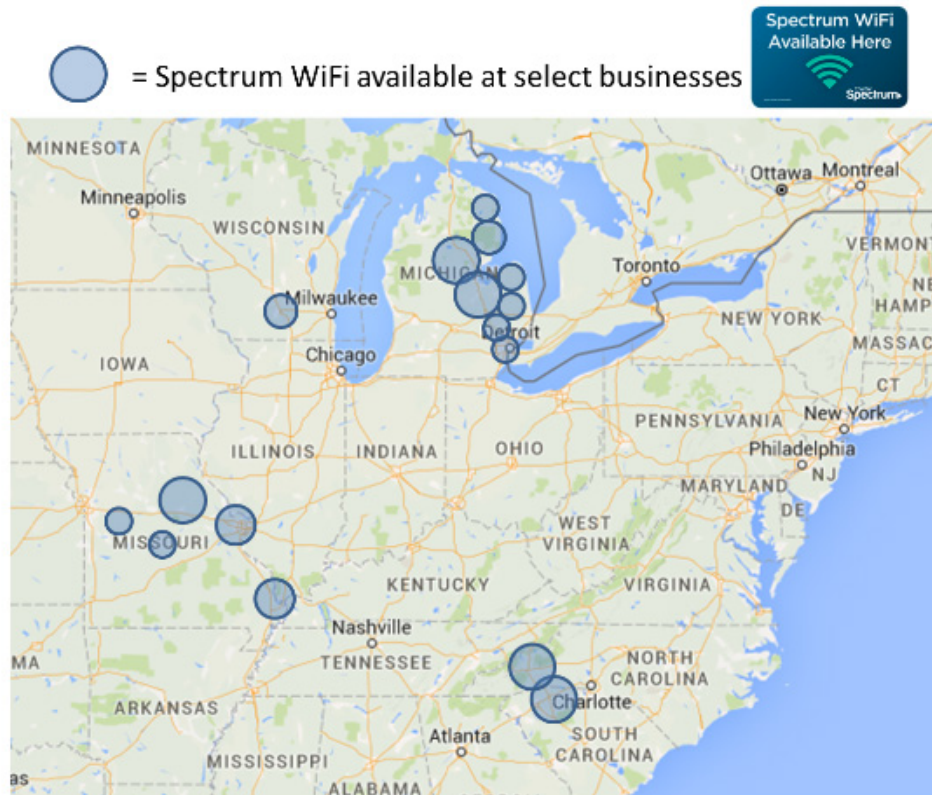 Spectrum WiFi
Available Here
Spectrum
= Spectrum WiFi available at select businesses
MINNESOTA
Minneapolis
WISCONSIN
Ottawa
Montreal
VERMONT
MICHIGAN
Toronto
NE
HAMP
Milwaukee
NEW YORK
Detroit
MASSAC
Chicago
IOWA
CT
New York
PENNSYLVANIA
ILLINOIS
INDIANA
OHIO
Philadelphia
NJ
MARYLAND
DE
MISSOURI
WEST
VIRGINIA
KENTUCKY
VIRGINIA
Nashville
TENNESSEE
MA
NORTH
CAROLINA
Charlotte
ARKANSAS
SOUTH
CAROLINA
Atlanta
MISSISSIPPI
as
ALABAMA